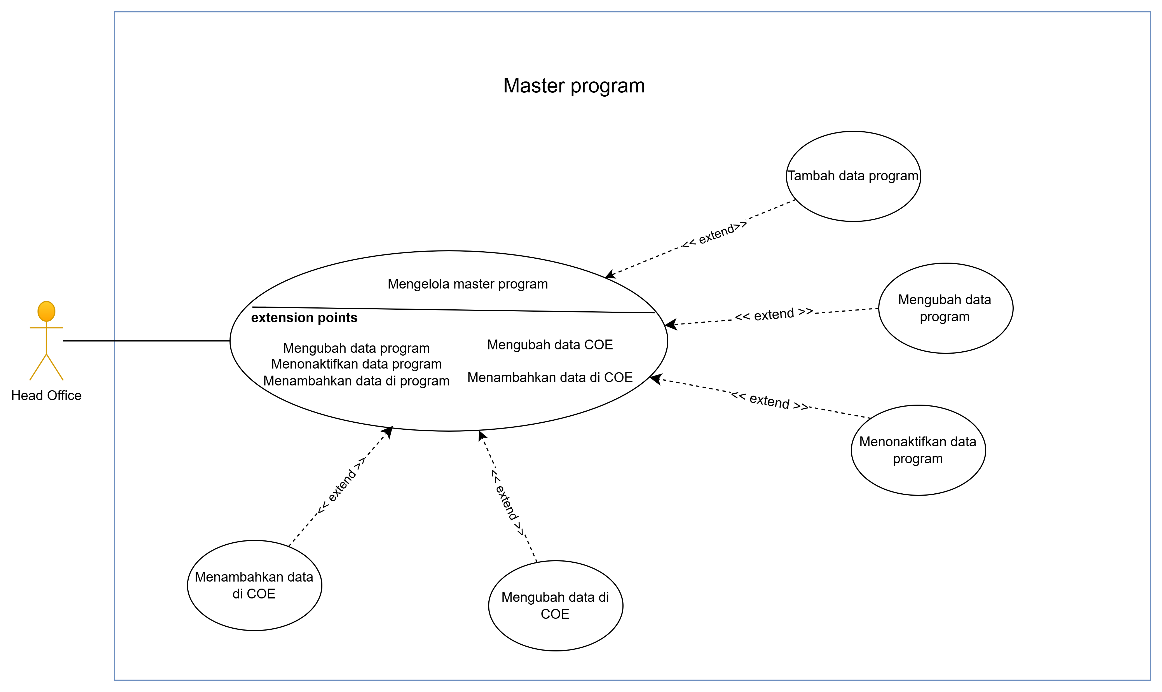 Master program
Tambah data program
<< extend>>
Mengelola master program
extension points
Mengubah data program
Menonaktifkan data program
Menambahkan data di program
Mengubah data COE
Menambahkan data di COE
Mengubah data
program
<< extend >>
Head Office
<< extend >>
Menonaktifkan data
program
<< extend >>
<< extend >>
Menambahkan data
di COE
Mengubah data di
COE